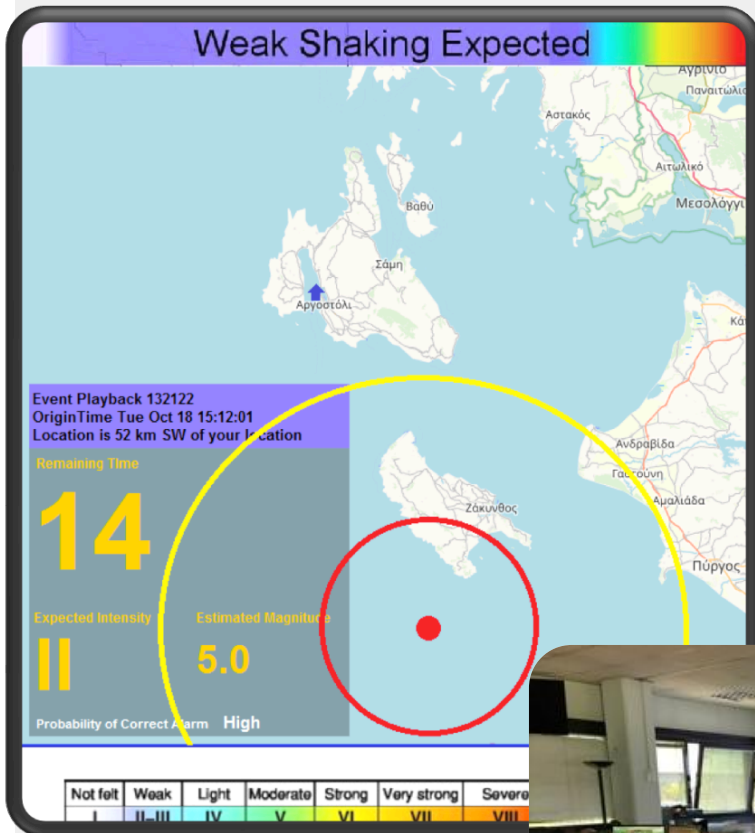 Weak Shaking Expected
Αγρίνιο
Παναιτώλιο
Αστακός
Αιτωλικό
Μεσολόγγι
Βαθύ
Σάμη
Αργοστόλι
Event Playback 132122
OriginTime Tue Oct 18 15:12:01
Location is 52 km SW of your location
Remaining TIme
14
Ανδραβίδα
Γαστούνη
Ζάκυνθος
Αμαλιάδα
Πύργος
Expected Intensity Estimated Magnitude
II 5.0
Probability of Correct Alarm High
Not felt Weak Light Moderate Strong Very strong Severe
I II-III IV V VI VII VIII